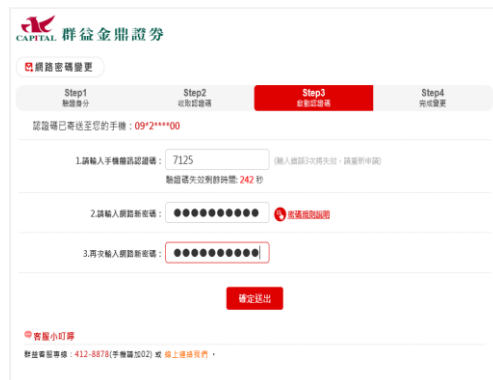 CAPITAL 群益金鼎證券
網路密碼變更
Step1 Step2 Step3 Step4
驗證身分 收取認證碼 啟動認證碼 完成變更
認證碼已寄送至您的手機：09*2****00
1.請輸入手機簡訊認證碼： 7125 (輸入錯誤3次將失效，請重新申請)
驗證碼失效剩餘時間: 242 秒
2.請輸入網路新密碼： ●●●●●●●●●● 密碼規則說明
3.再次輸入網路新密碼： ●●●●●●●●●●
確定送出
客服小叮嚀
群益客服專線：412-8878(手機請加02) 或 線上連絡我們 。